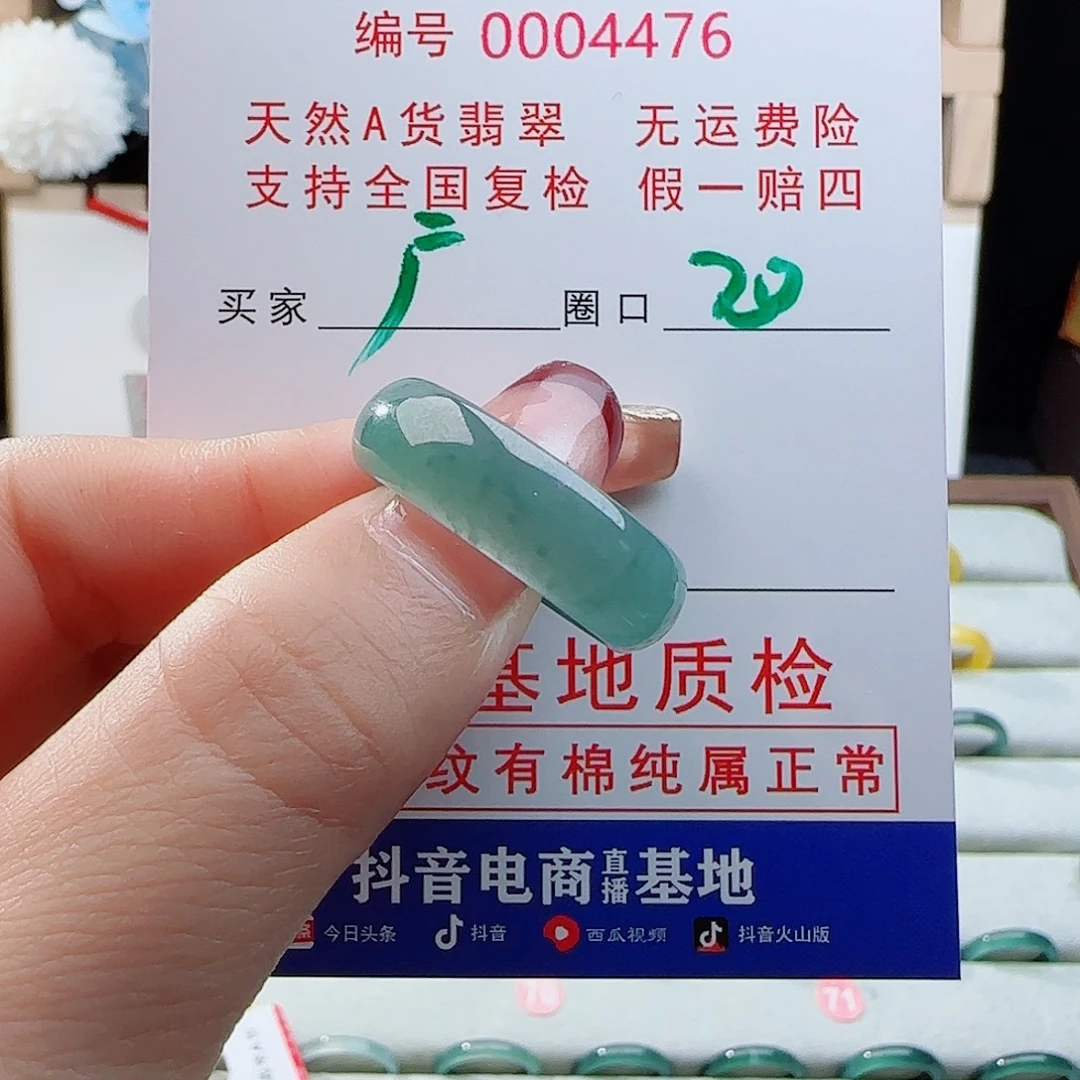 编号 0004476
天然A货翡翠 无运费险
支持全国复检 假一赔四
买家 广 圈口 20
基地质检
纹有棉纯属正常
抖音电商直播基地
今日头条 抖音 西瓜视频 抖音火山版
71